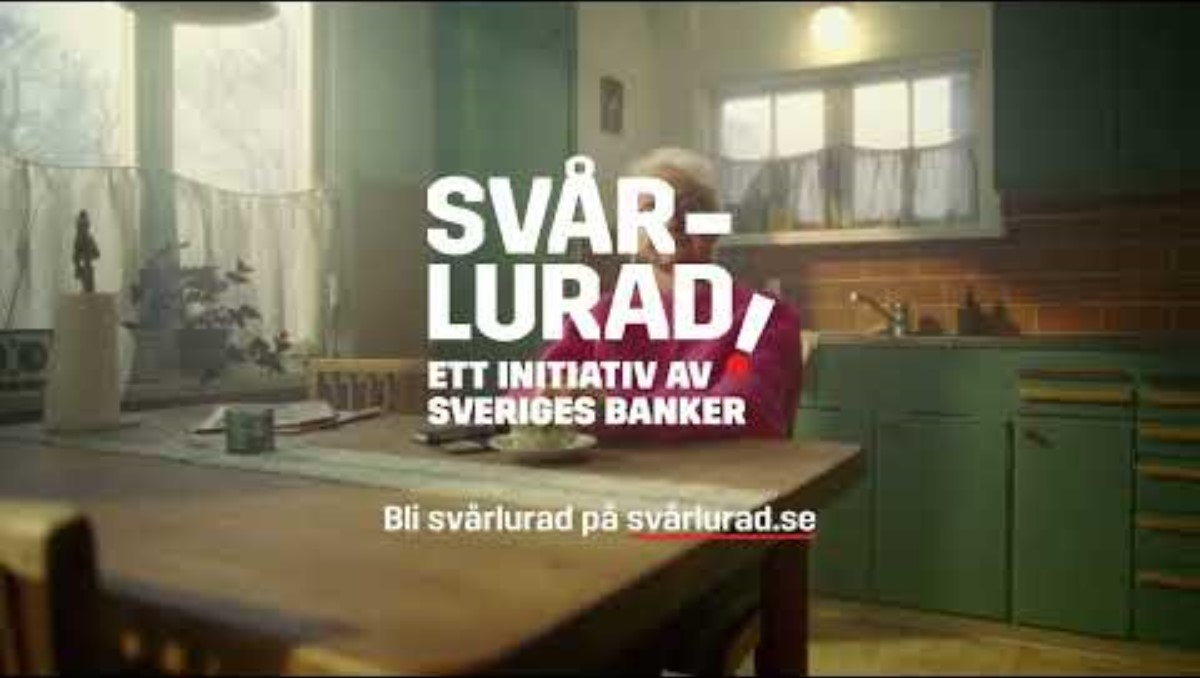 SVÅR-
LURAD!
ETT INITIATIV AV
SVERIGES BANKER
Bli svårlurad på svårlurad.se